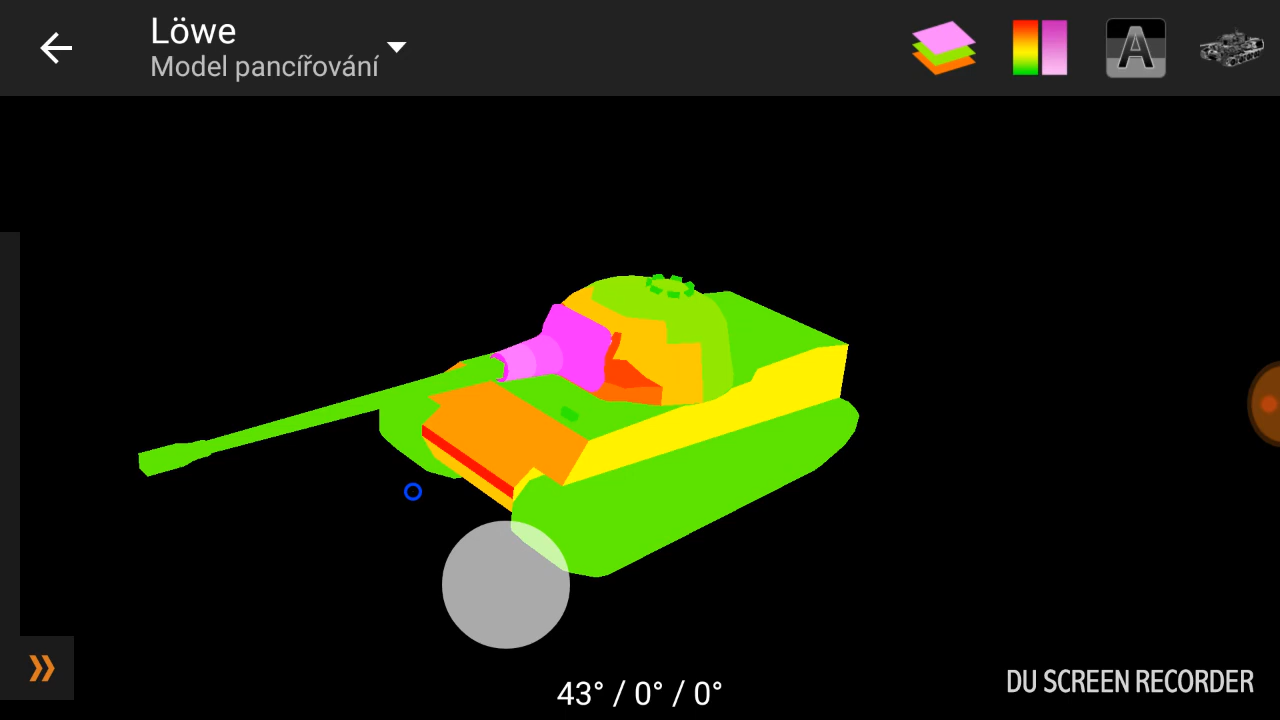 Löwe
Model pancířování
A
43° / 0° / 0°
DU SCREEN RECORDER